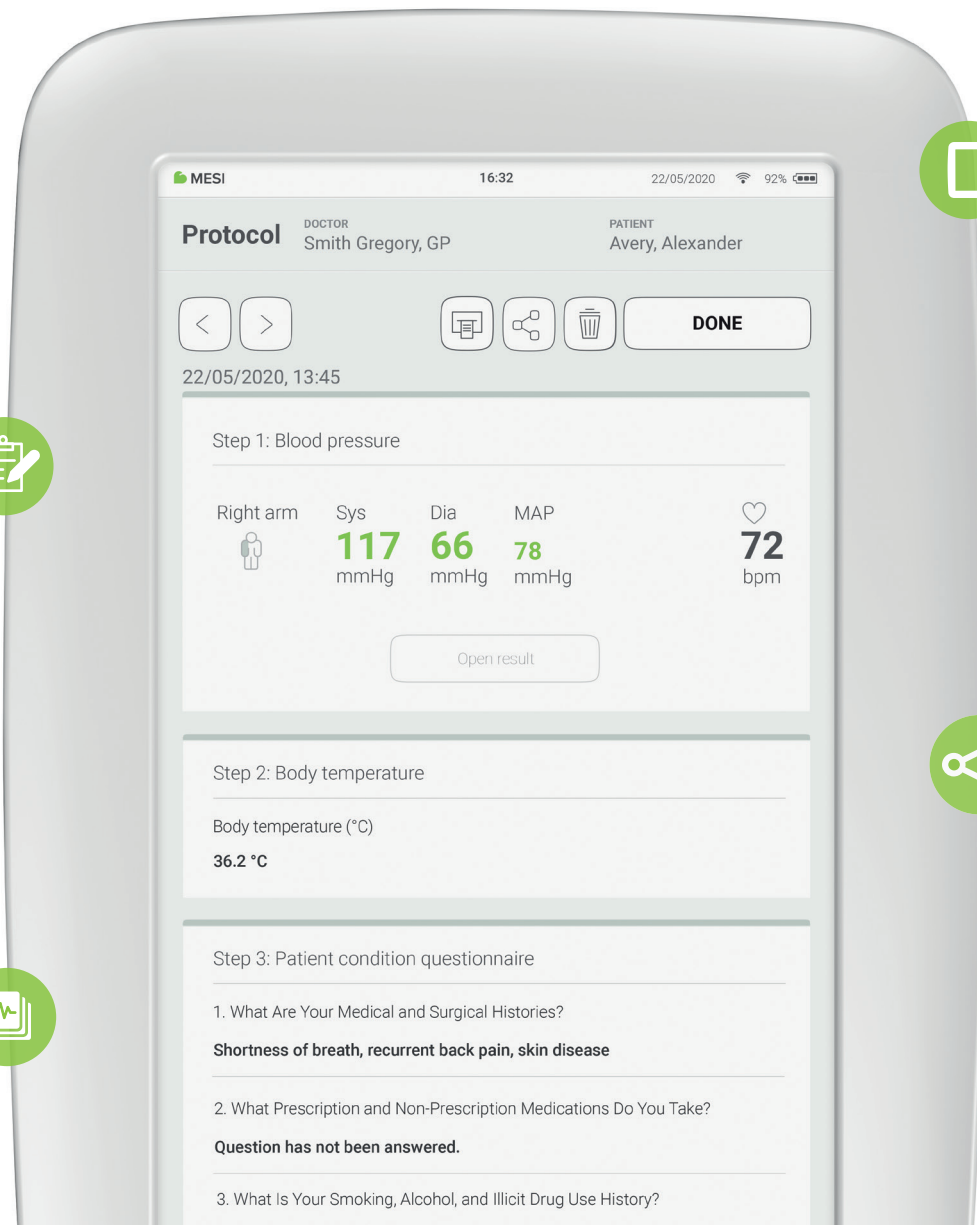 MESI 16:32 22/05/2020 92%
Protocol DOCTOR PATIENT
Smith Gregory, GP Avery, Alexander
DONE
22/05/2020, 13:45
Step 1: Blood pressure
Right arm Sys Dia MAP
117 66 78 72
mmHg mmHg mmHg bpm
Open result
Step 2: Body temperature
Body temperature (°C)
36.2 °C
Step 3: Patient condition questionnaire
1. What Are Your Medical and Surgical Histories?
Shortness of breath, recurrent back pain, skin disease
2. What Prescription and Non-Prescription Medications Do You Take?
Question has not been answered.
3. What Is Your Smoking, Alcohol, and Illicit Drug Use History?